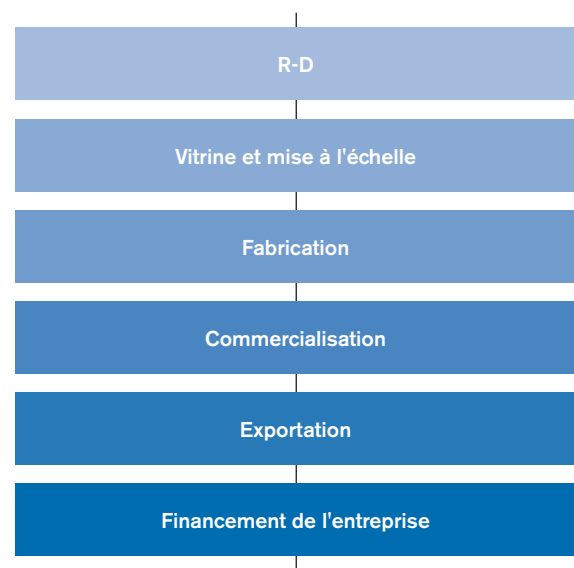 R-D
Vitrine et mise à l'échelle
Fabrication
Commercialisation
Exportation
Financement de l'entreprise